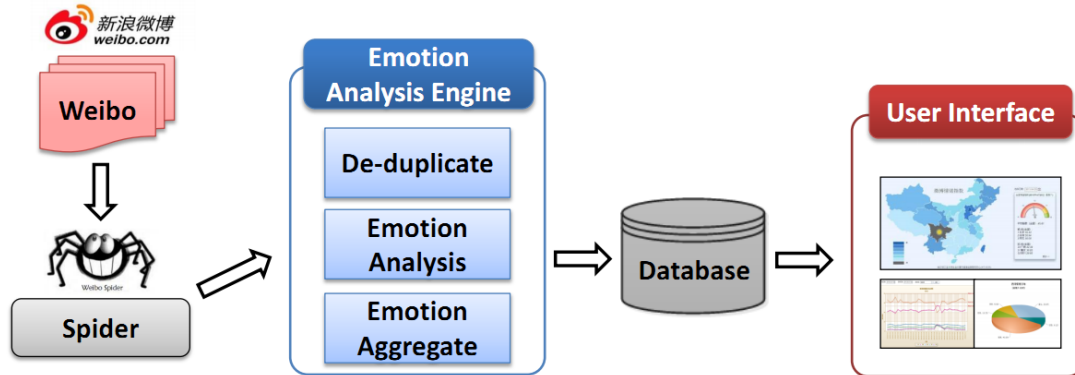 新浪微博
weibo.com
Weibo
Weibo Spider
Spider
Emotion
Analysis Engine
De-duplicate
Emotion
Analysis
Emotion
Aggregate
Database
User Interface